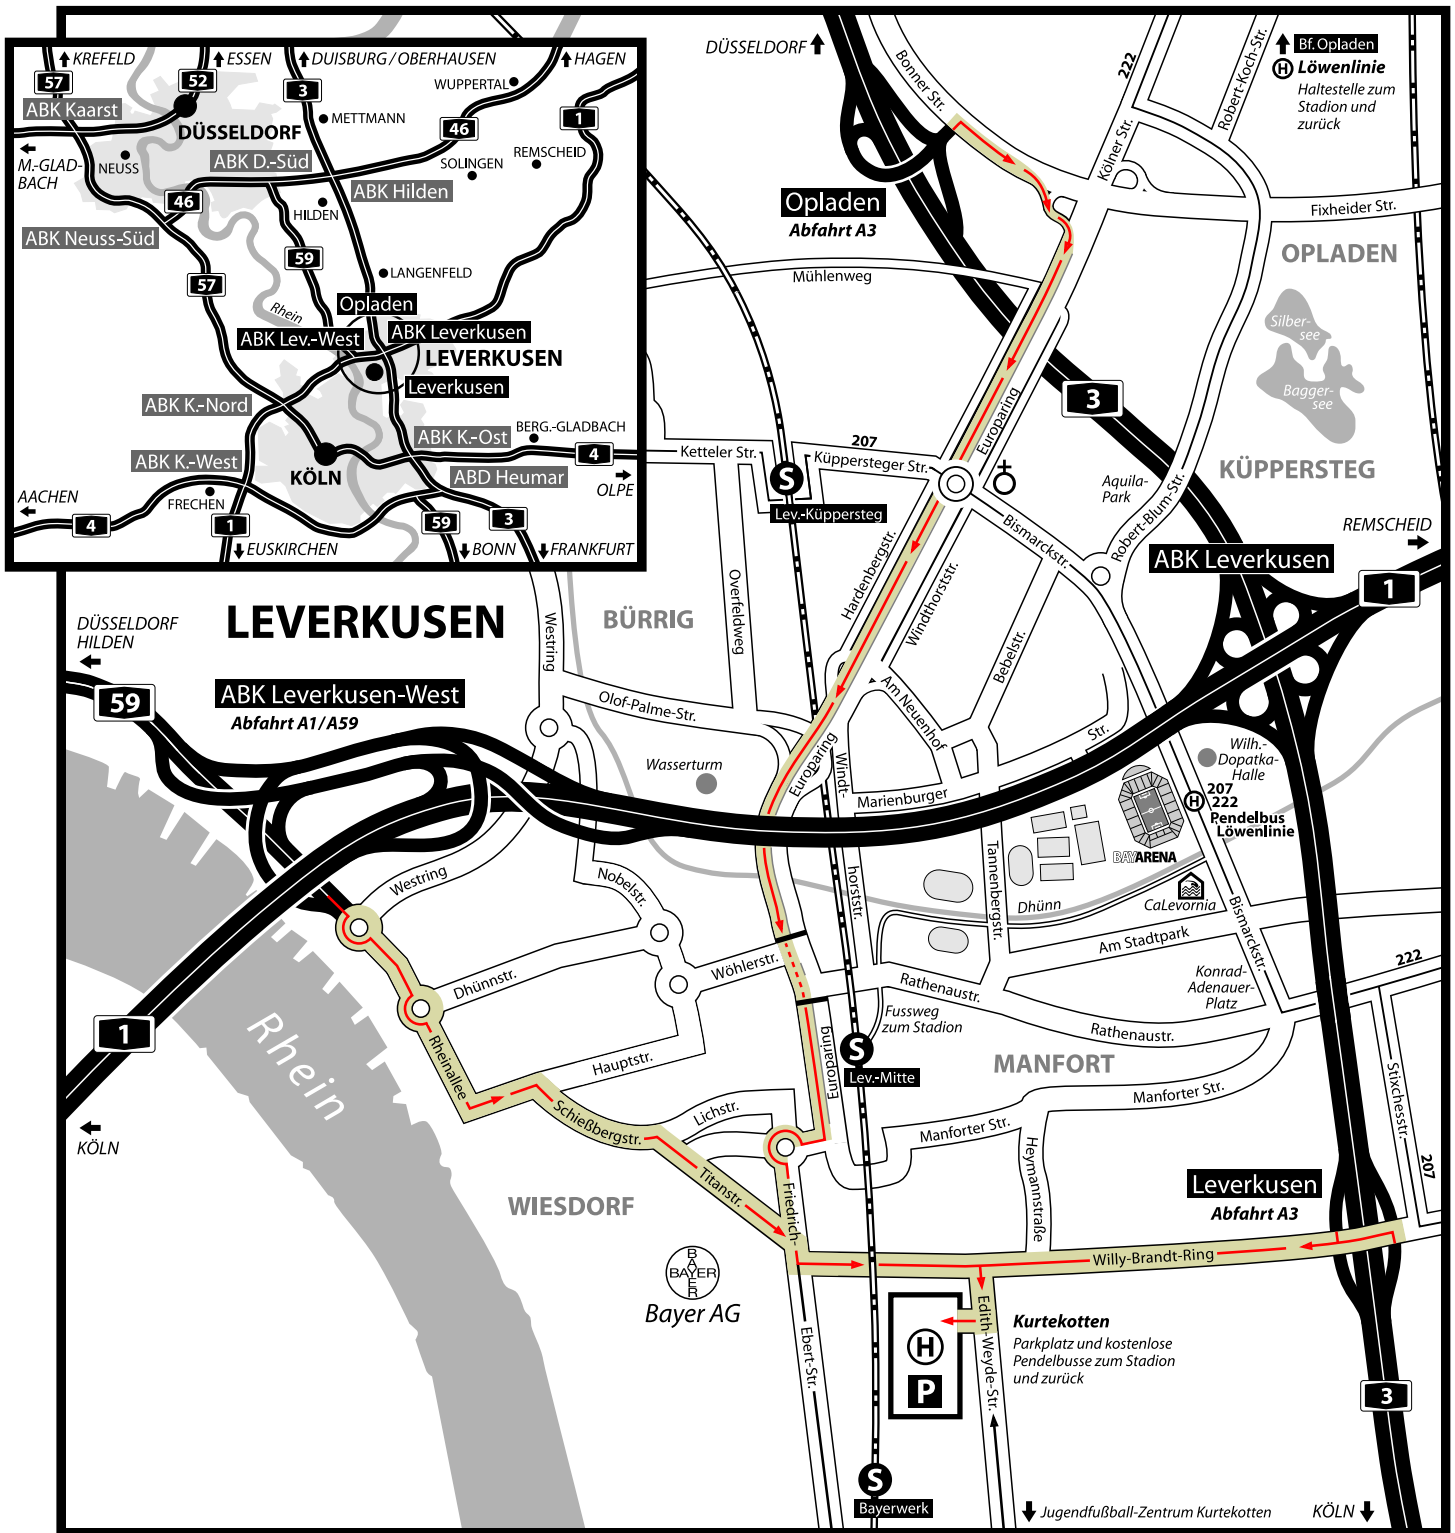 KREFELD
ESSEN
DUISBURG / OBERHAUSEN
HAGEN
57
52
3
WUPPERTAL
ABK Kaarst
METTMANN
46
1
DÜSSELDORF
M.-GLAD-
BACH
NEUSS
ABK D.-Süd
SOLINGEN
REMSCHEID
ABK Hilden
46
HILDEN
ABK Neuss-Süd
59
57
LANGENFELD
Rhein
Opladen
ABK Lev.-West
ABK Leverkusen
LEVERKUSEN
Leverkusen
ABK K.-Nord
ABK K.-Ost
BERG.-GLADBACH
4
ABK K.-West
KÖLN
ABD Heumar
OLPE
AACHEN
FRECHEN
4
1
59
3
EUSKIRCHEN
BONN
FRANKFURT
DÜSSELDORF
Bonner Str.
222
Robert-Koch-Str.
Bf. Opladen
H
Löwenlinie
Haltestelle zum
Stadion und
zurück
Kölner Str.
Opladen
Abfahrt A3
Fixheider Str.
OPLADEN
Mühlenweg
Silber-
see
Bagger-
see
3
Europaring
207
Ketteler Str.
Küppersteger Str.
S
Lev.-Küppersteg
KÜPPERSTEG
Aquila-
Park
Robert-Blum-Str.
Bismarckstr.
REMSCHEID
ABK Leverkusen
1
Hardenbergstr.
Windthorststr.
Overfeldweg
Bebelstr.
BÜRRIG
LEVERKUSEN
Westring
DÜSSELDORF
HILDEN
59
ABK Leverkusen-West
Abfahrt A1/A59
Olof-Palme-Str.
Am Neuenhof
Wasserturm
Europaring
Windt-
horststr.
Marienburger
Str.
Wilh.-
Dopatka-
Halle
H
207
222
Pendelbus
Löwenlinie
BAYARENA
Tannenbergstr.
Dhünn
CaLevornia
Bismarckstr.
Westring
Nobelstr.
Dhünnstr.
Wöhlerstr.
Am Stadtpark
Rathenaustr.
Konrad-
Adenauer-
Platz
222
Fussweg
zum Stadion
Rathenaustr.
1
Rhein
Rheinallee
Hauptstr.
Europaring
S
Lev.-Mitte
MANFORT
Stixchesstr.
KÖLN
Schießbergstr.
Lichstr.
Manforter Str.
Manforter Str.
Heymannstraße
207
Titanstr.
Friedrich-
Ebert-Str.
WIESDORF
Leverkusen
Abfahrt A3
Willy-Brandt-Ring
BAYER
BAYER
Bayer AG
Edith-Weyde-Str.
H
P
Kurtekotten
Parkplatz und kostenlose
Pendelbusse zum Stadion
und zurück
3
S
Bayerwerk
Jugendfußball-Zentrum Kurtekotten
KÖLN